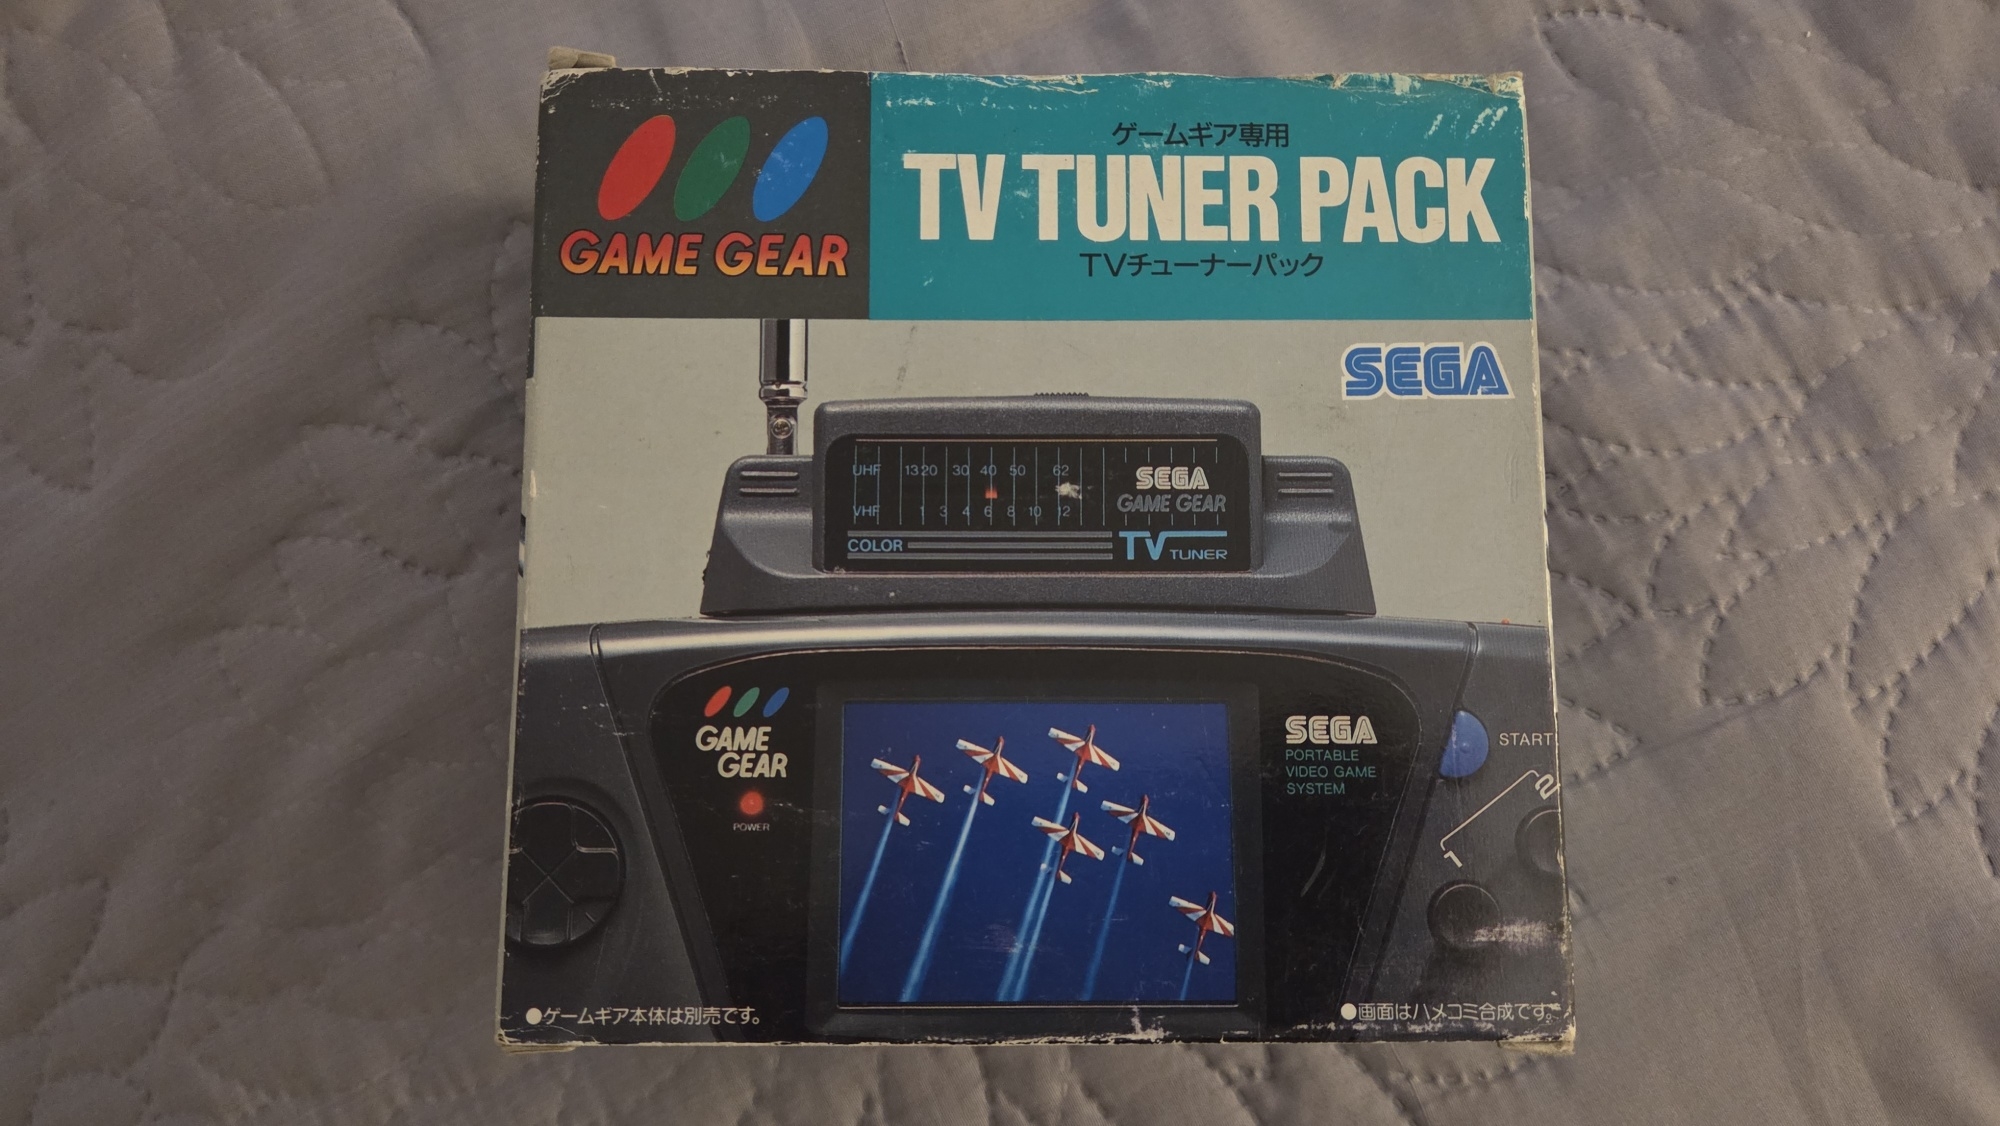 ゲームギア専用
TV TUNER PACK
TVチューナーパック
GAME GEAR
SEGA
UHF 13 20 30 40 50 62
VHF 1 3 4 6 8 10 12
SEGA
GAME GEAR
COLOR
TV TUNER
GAME
GEAR
POWER
SEGA
PORTABLE
VIDEO GAME
SYSTEM
START
2
1
●ゲームギア本体は別売です。
●画面はハメコミ合成です。